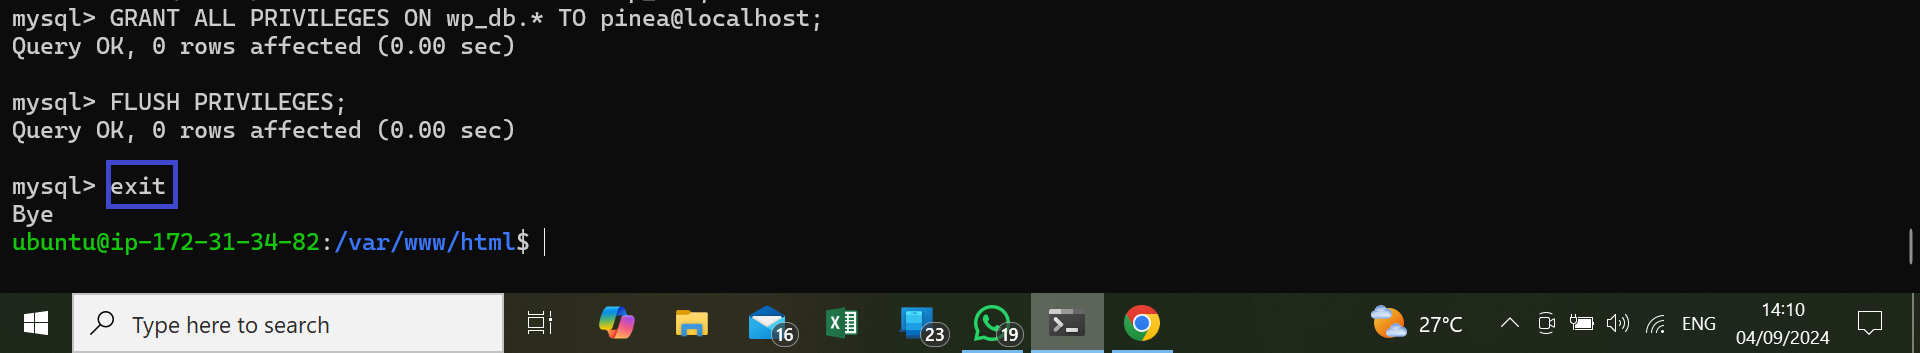 mysql> GRANT ALL PRIVILEGES ON wp_db.* TO pinea@localhost;
Query OK, 0 rows affected (0.00 sec)
mysql> FLUSH PRIVILEGES;
Query OK, 0 rows affected (0.00 sec)
mysql> exit
Bye
ubuntu@ip-172-31-34-82:/var/www/html$
Type here to search
16
23
19
27°C
ENG
14:10
04/09/2024